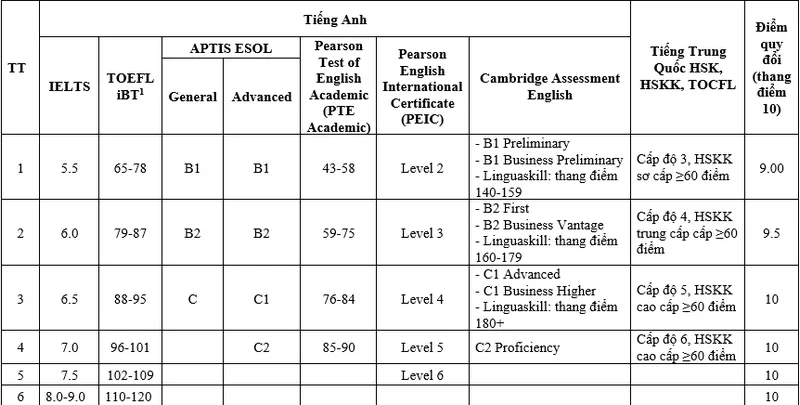 TT
Tiếng Anh
IELTS
TOEFL
iBT1
APTIS ESOL
General
Advanced
Pearson
Test of
English
Academic
(PTE
Academic)
Pearson
English
International
Certificate
(PEIC)
Cambridge Assessment
English
Tiếng Trung
Quốc HSK,
HSKK, TOCFL
Điểm
quy
đổi
(thang
điểm
10)
1
5.5
65-78
B1
B1
43-58
Level 2
- B1 Preliminary
- B1 Business Preliminary
- Linguaskill: thang điểm
140-159
Cấp độ 3, HSKK
sơ cấp ≥60 điểm
9.00
2
6.0
79-87
B2
B2
59-75
Level 3
- B2 First
- B2 Business Vantage
- Linguaskill: thang điểm
160-179
Cấp độ 4, HSKK
trung cấp cấp ≥60
điểm
9.5
3
6.5
88-95
C
C1
76-84
Level 4
- C1 Advanced
- C1 Business Higher
- Linguaskill: thang điểm
180+
Cấp độ 5, HSKK
cao cấp ≥60 điểm
10
4
7.0
96-101
C2
85-90
Level 5
C2 Proficiency
Cấp độ 6, HSKK
cao cấp ≥60 điểm
10
5
7.5
102-109
Level 6
10
6
8.0-9.0
110-120
10